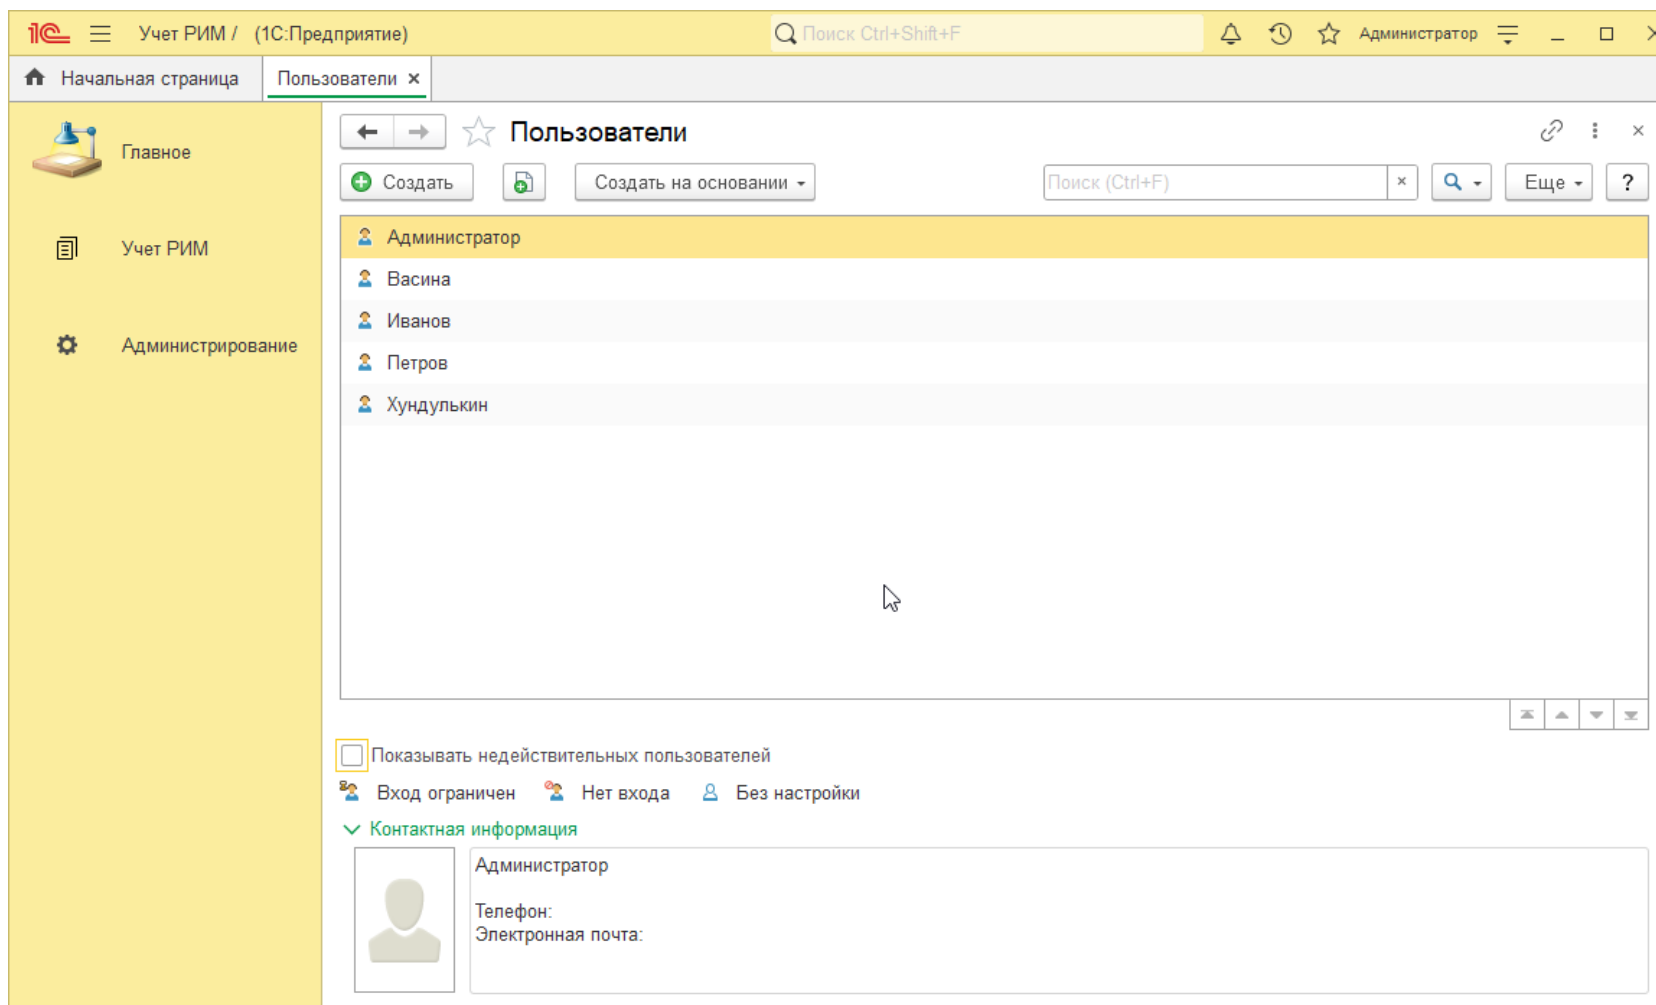 1С Учет РИМ / (1С:Предприятие) Поиск Ctrl+Shift+F Администратор
Начальная страница Пользователи
Главное
Учет РИМ
Администрирование
Пользователи
Создать Создать на основании Поиск (Ctrl+F) Еще ?
Администратор
Васина
Иванов
Петров
Хундулькин
Показывать недействительных пользователей
Вход ограничен Нет входа Без настройки
Контактная информация
Администратор
Телефон:
Электронная почта: